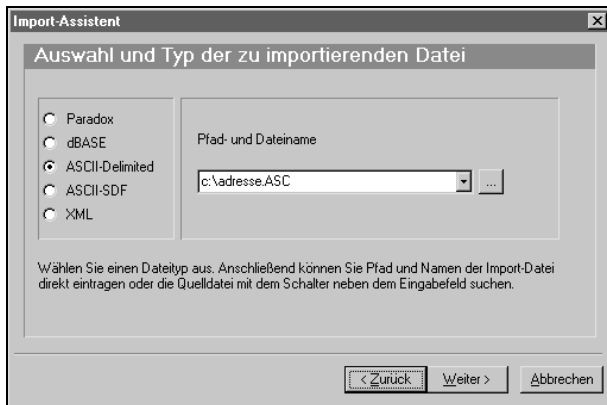 Import-Assistent
Auswahl und Typ der zu importierenden Datei
Paradox
dBASE
ASCII-Delimited
ASCII-SDF
XML
Pfad- und Dateiname
c:\adresse.ASC
...
Wählen Sie einen Dateityp aus. Anschließend können Sie Pfad und Namen der Import-Datei
direkt eintragen oder die Quelldatei mit dem Schalter neben dem Eingabefeld suchen.
< Zurück
Weiter >
Abbrechen